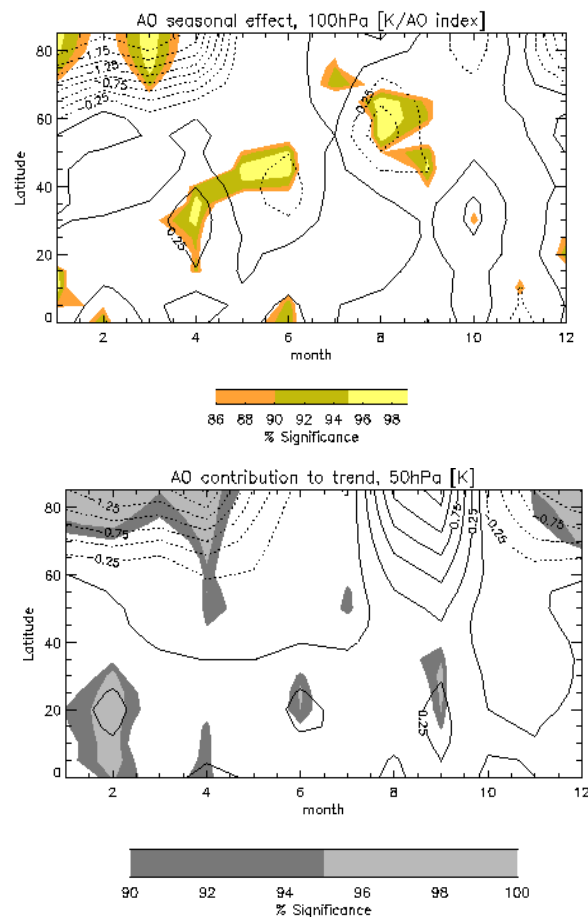 AO seasonal effect, 100hPa [K/AO index]
80
60
40
20
0
Latitude
-1.75
-1.25
-0.75
-0.25
-0.25
0.25
0.25
2 4 6 8 10 12
month
86 88 90 92 94 96 98
% Significance
AO contribution to trend, 50hPa [K]
80
60
40
20
0
Latitude
-1.25
-0.75
-0.25
0.75
0.25
-0.75
-0.25
0.25
2 4 6 8 10 12
month
90 92 94 96 98 100
% Significance